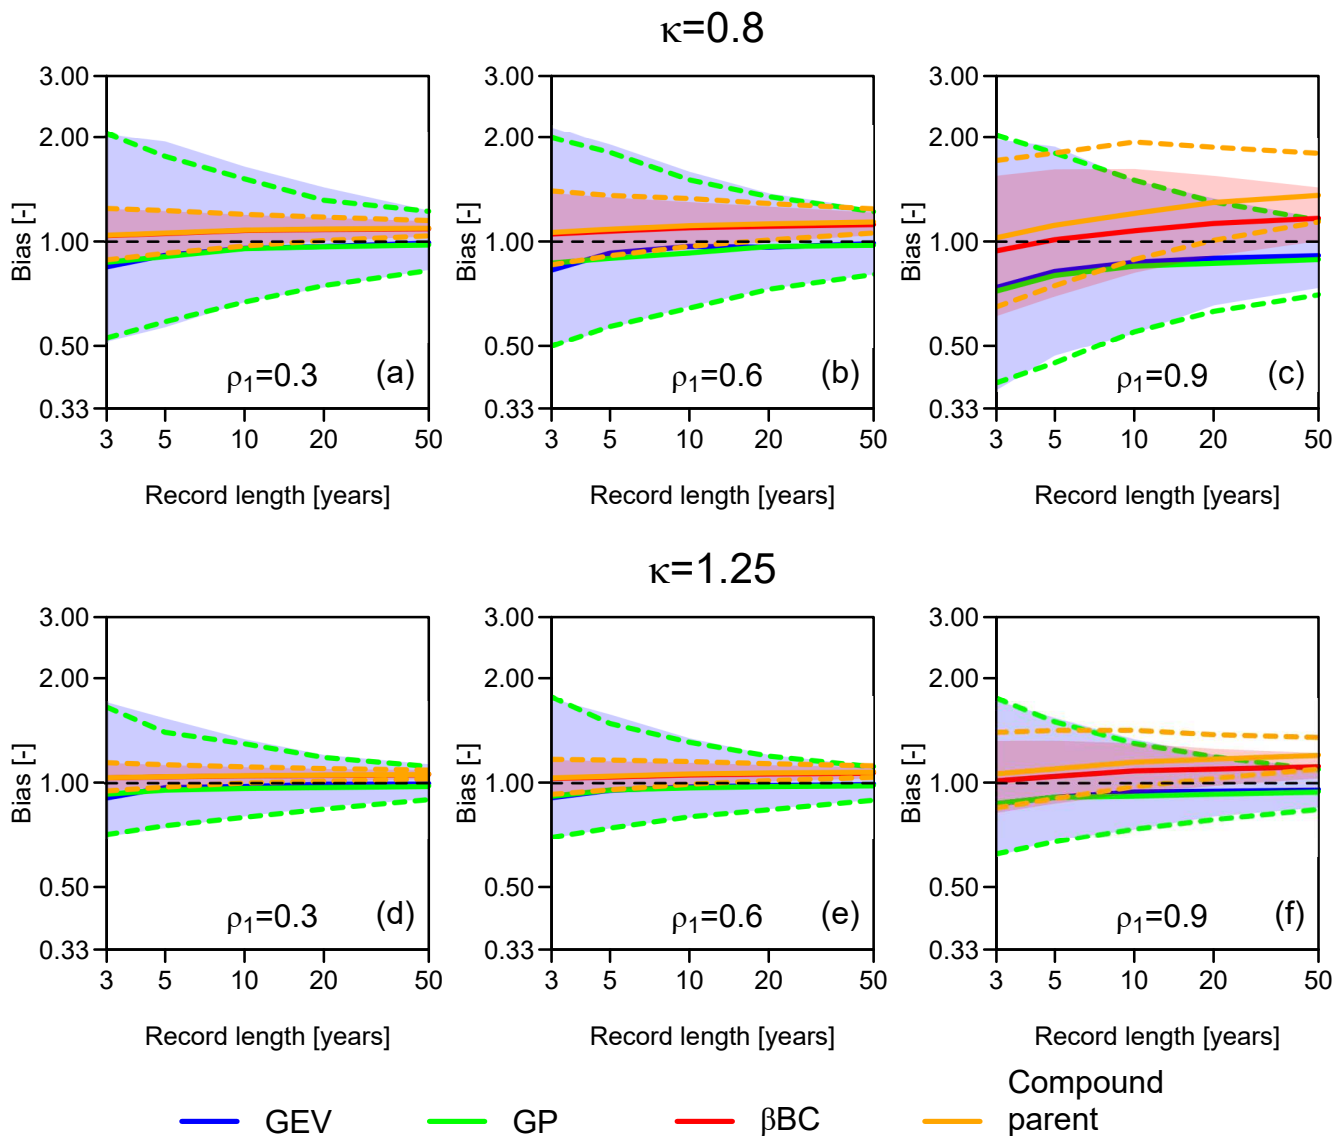 κ=0.8
3.00
2.00
1.00
0.50
0.33
Bias [-]
3 5 10 20 50
Record length [years]
ρ1=0.3 (a)
3.00
2.00
1.00
0.50
0.33
Bias [-]
3 5 10 20 50
Record length [years]
ρ1=0.6 (b)
3.00
2.00
1.00
0.50
0.33
Bias [-]
3 5 10 20 50
Record length [years]
ρ1=0.9 (c)
κ=1.25
3.00
2.00
1.00
0.50
0.33
Bias [-]
3 5 10 20 50
Record length [years]
ρ1=0.3 (d)
3.00
2.00
1.00
0.50
0.33
Bias [-]
3 5 10 20 50
Record length [years]
ρ1=0.6 (e)
3.00
2.00
1.00
0.50
0.33
Bias [-]
3 5 10 20 50
Record length [years]
ρ1=0.9 (f)
GEV
GP
βBC
Compound
parent